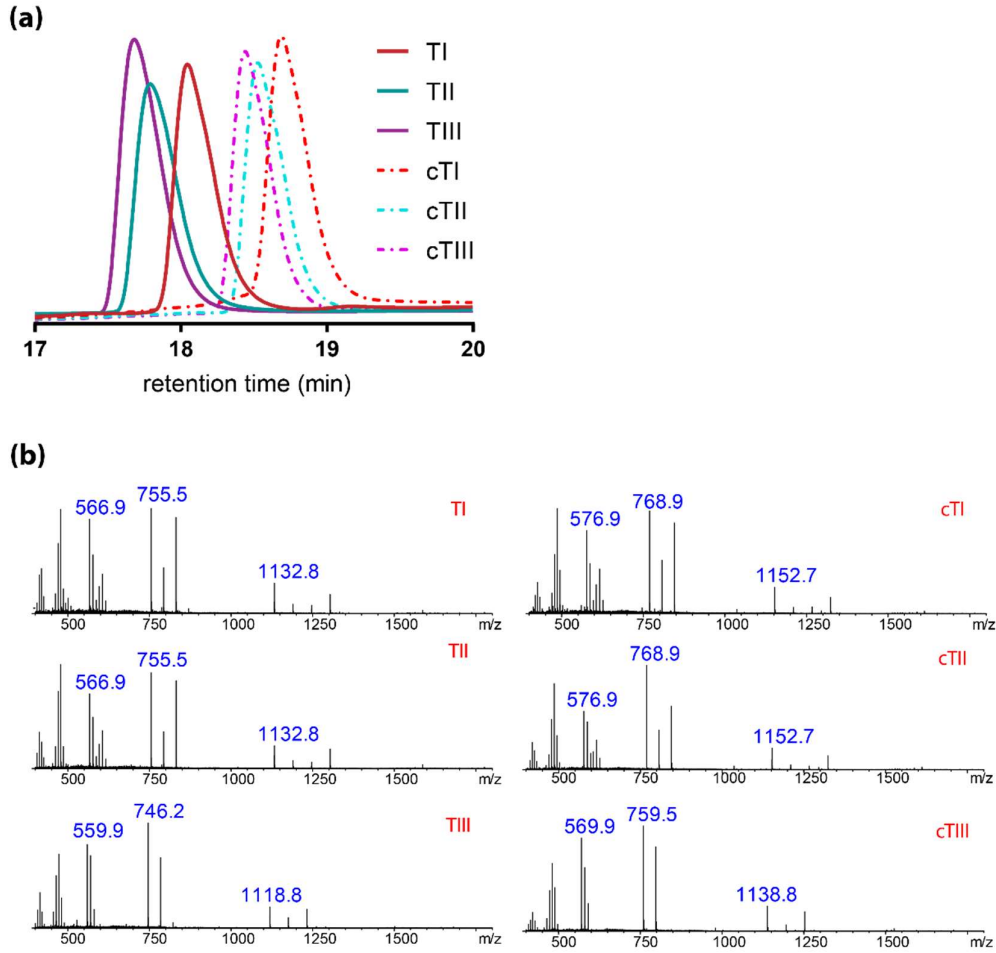 (a)
TI
TII
TIII
cTI
cTII
cTIII
17 18 19 20
retention time (min)
(b)
566.9 755.5 1132.8 TI
500 750 1000 1250 1500 m/z
576.9 768.9 1152.7 cTI
500 750 1000 1250 1500 m/z
566.9 755.5 1132.8 TII
500 750 1000 1250 1500 m/z
576.9 768.9 1152.7 cTII
500 750 1000 1250 1500 m/z
559.9 746.2 1118.8 TIII
500 750 1000 1250 1500 m/z
569.9 759.5 1138.8 cTIII
500 750 1000 1250 1500 m/z